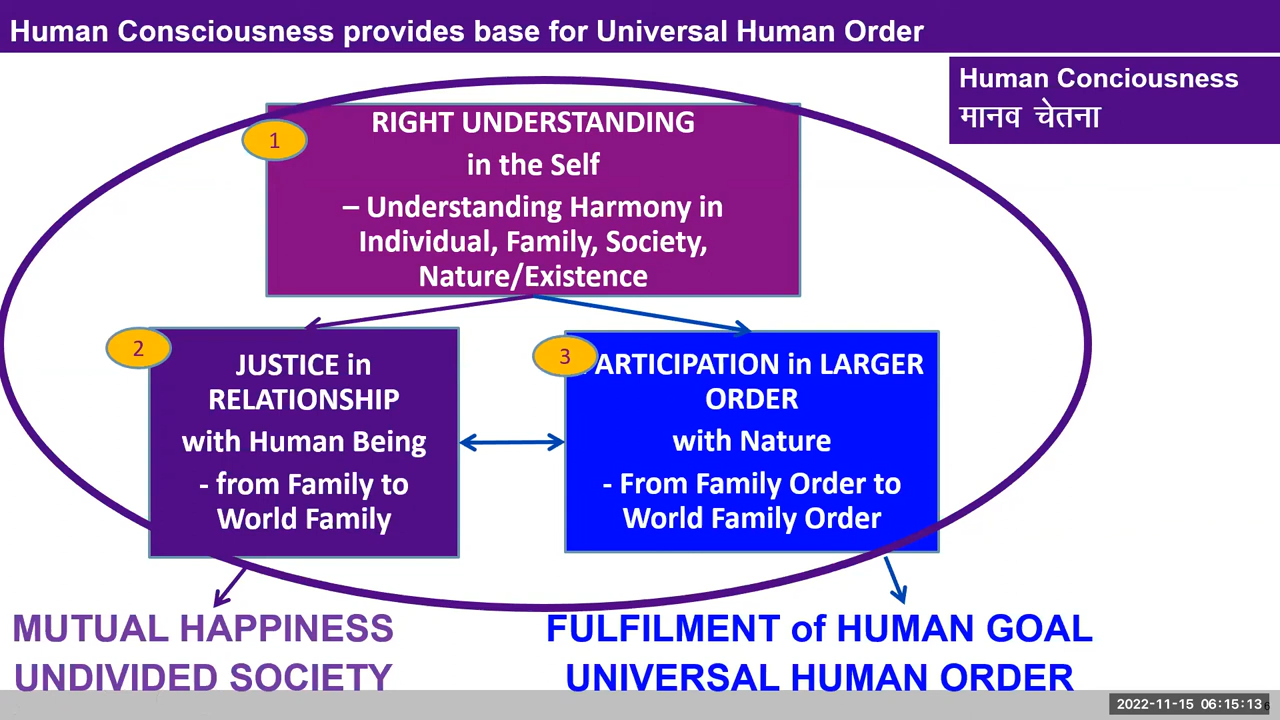 Human Consciousness provides base for Universal Human Order
Human Conciousness
मानव चेतना
1
RIGHT UNDERSTANDING
in the Self
– Understanding Harmony in
Individual, Family, Society,
Nature/Existence
2
JUSTICE in
RELATIONSHIP
with Human Being
- from Family to
World Family
3
ARTICIPATION in LARGER
ORDER
with Nature
- From Family Order to
World Family Order
MUTUAL HAPPINESS
UNDIVIDED SOCIETY
FULFILMENT of HUMAN GOAL
UNIVERSAL HUMAN ORDER
2022-11-15 06:15:13
6